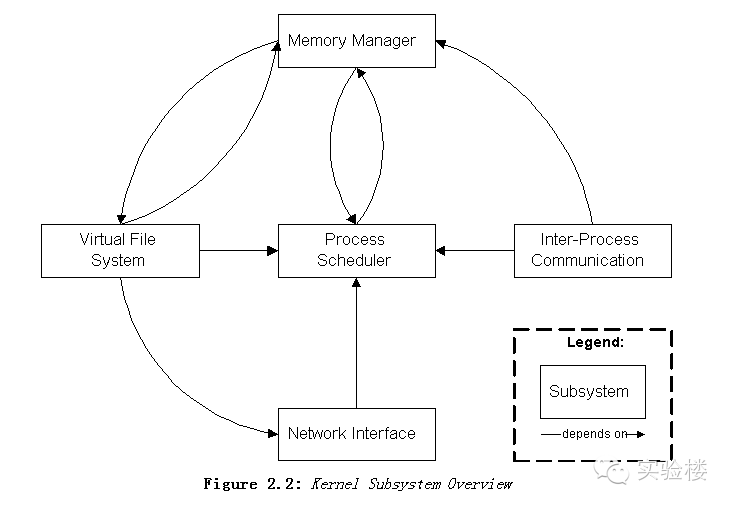 Memory Manager
Virtual File
System
Process
Scheduler
Inter-Process
Communication
Legend:
Subsystem
depends on
Network Interface
实验楼
Figure 2.2: Kernel Subsystem Overview